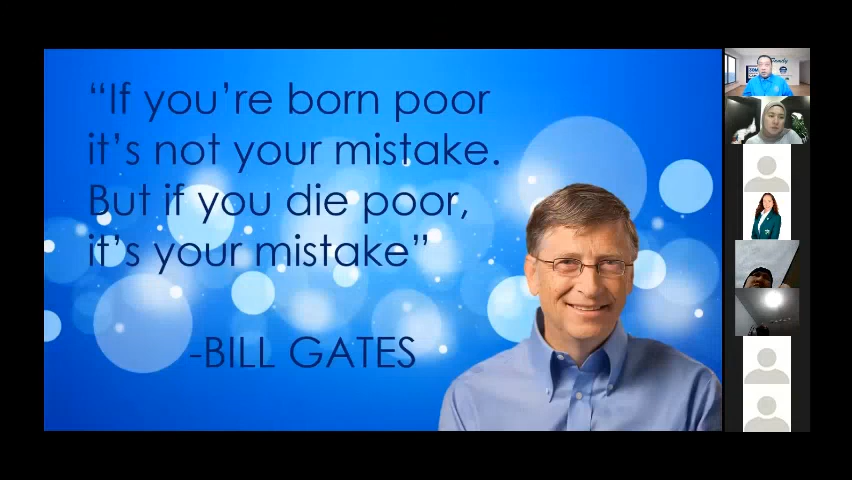 “If you’re born poor
it’s not your mistake.
But if you die poor,
it’s your mistake”
-BILL GATES